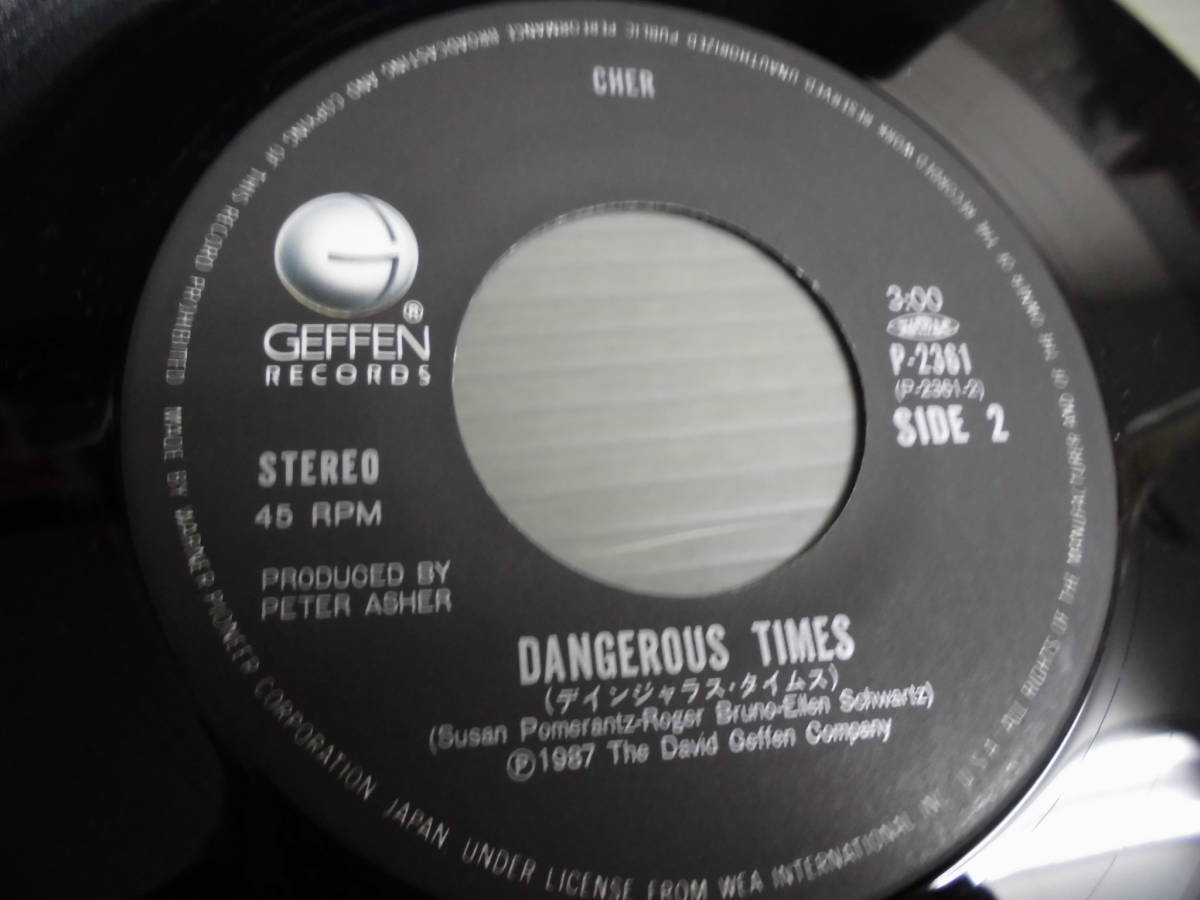 CHER
GEFFEN®
RECORDS
STEREO
45 RPM
PRODUCED BY
PETER ASHER
3:00
P-2361
(P-2361-2)
SIDE 2
DANGEROUS TIMES
(デインジャラス・タイムス)
(Susan Pomerantz-Roger Bruno-Ellen Schwartz)
Ⓟ1987 The David Geffen Company
MADE BY WARNER-PIONEER CORPORATION JAPAN UNDER LICENSE FROM WEA INTERNATIONAL INC. U.S.A. ALL RIGHTS OF THE MANUFACTURER AND OF THE OWNER OF THE RECORDED WORK RESERVED UNAUTHORIZED PUBLIC PERFORMANCE BROADCASTING AND COPYING OF THIS RECORD PROHIBITED